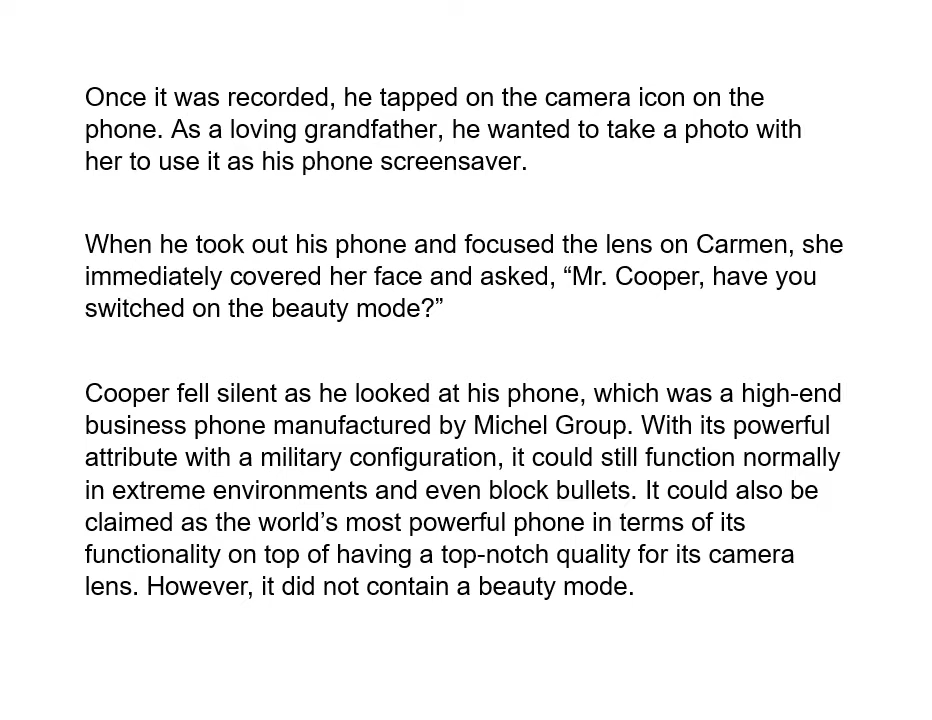 Once it was recorded, he tapped on the camera icon on the
phone. As a loving grandfather, he wanted to take a photo with
her to use it as his phone screensaver.
When he took out his phone and focused the lens on Carmen, she
immediately covered her face and asked, “Mr. Cooper, have you
switched on the beauty mode?”
Cooper fell silent as he looked at his phone, which was a high-end
business phone manufactured by Michel Group. With its powerful
attribute with a military configuration, it could still function normally
in extreme environments and even block bullets. It could also be
claimed as the world’s most powerful phone in terms of its
functionality on top of having a top-notch quality for its camera
lens. However, it did not contain a beauty mode.